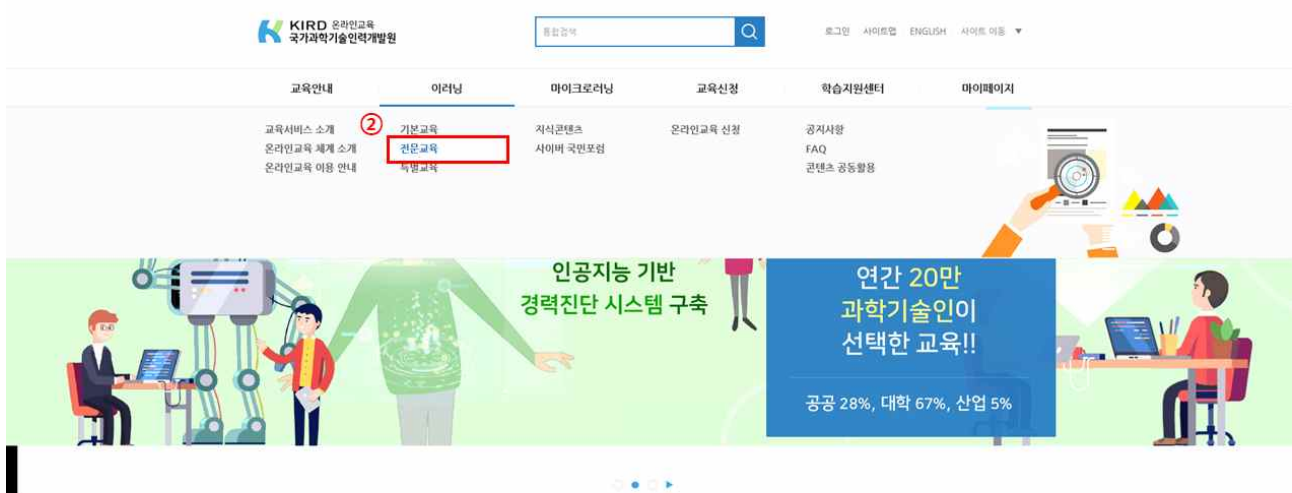 KIRD 온라인교육
국가과학기술인력개발원
통합검색
로그인 사이트맵 ENGLISH 사이트 이동 ▼
교육안내 이러닝 마이크로러닝 교육신청 학습지원센터 마이페이지
교육서비스 소개 ② 기본교육 지식콘텐츠 온라인교육 신청 공지사항
온라인교육 체계 소개 전문교육 사이버 국민포럼 FAQ
온라인교육 이용 안내 특별교육 콘텐츠 공동활용
인공지능 기반
경력진단 시스템 구축
연간 20만
과학기술인이
선택한 교육!!
공공 28%, 대학 67%, 산업 5%